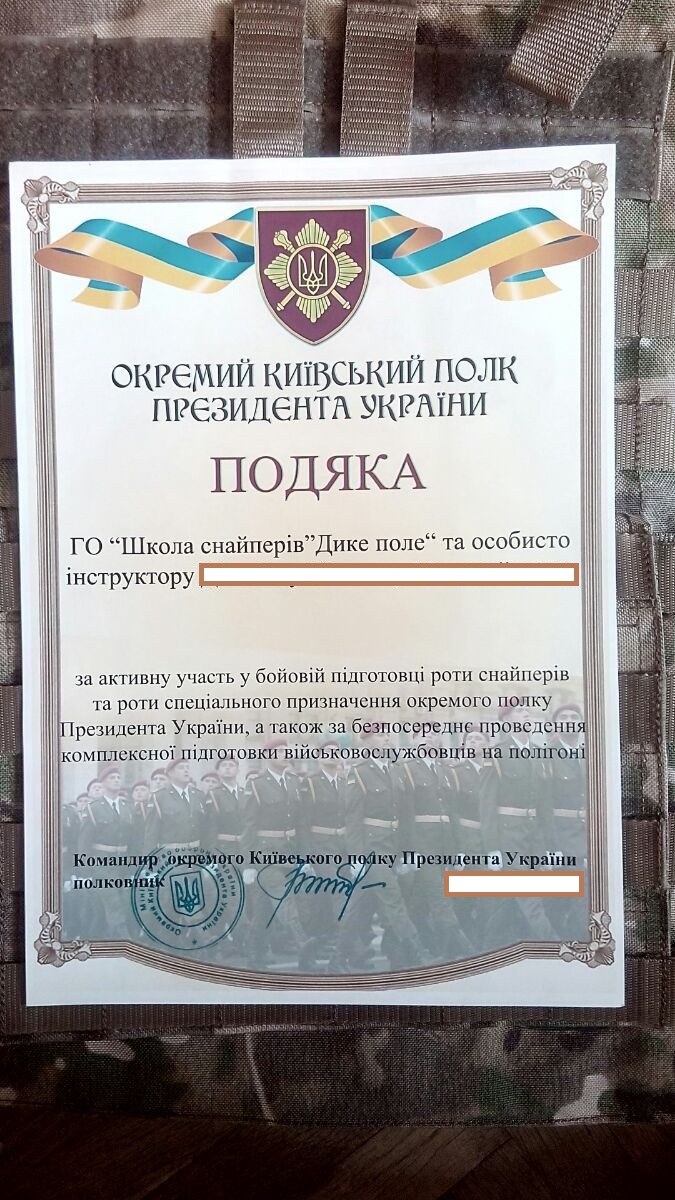 ОКРЕМИЙ КИЇВСЬКИЙ ПОЛК
ПРЕЗИДЕНТА УКРАЇНИ
ПОДЯКА
ГО “Школа снайперів”Дике поле“ та особисто
інструктору
за активну участь у бойовій підготовці роти снайперів
та роти спеціального призначення окремого полку
Президента України, а також за безпосереднє проведення
комплексної підготовки військовослужбовців на полігоні
Командир окремого Київського полку Президента України
полковник